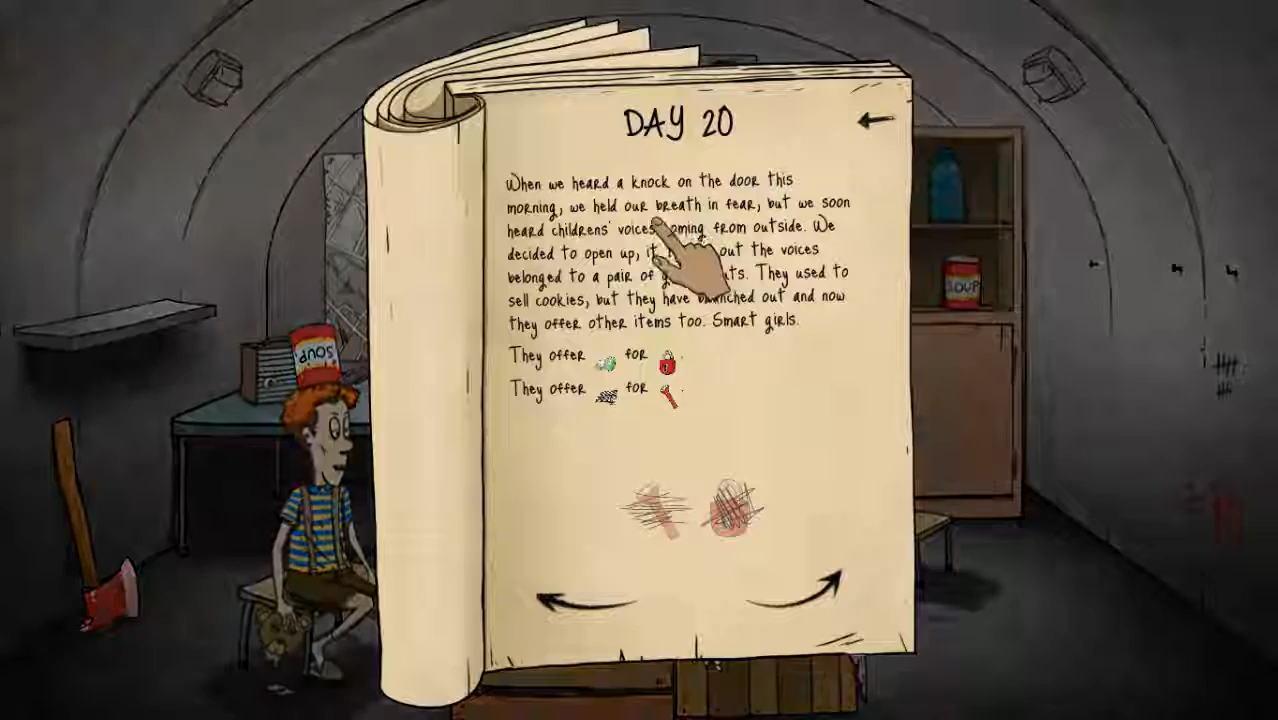 DAY 20
When we heard a knock on the door this
morning, we held our breath in fear, but we soon
heard childrens' voices coming from outside. We
decided to open up, it out the voices
belonged to a pair of They used to
sell cookies, but they have branched out and now
they offer other items too. Smart girls.
They offer for .
They offer for .
SOUP
SOUP